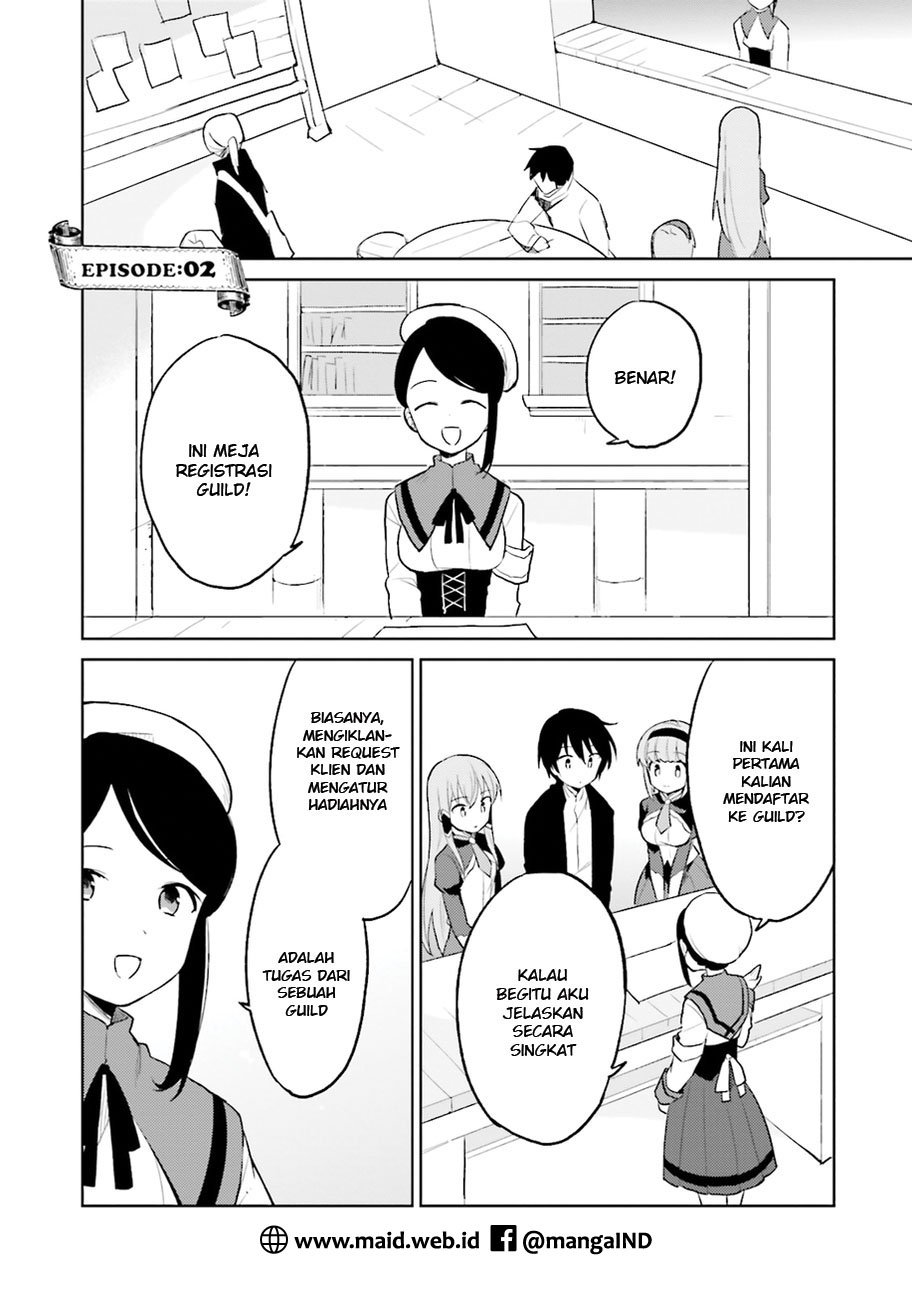 EPISODE:02
BENAR!
INI MEJA
REGISTRASI
GUILD!
INI KALI
PERTAMA
KALIAN
MENDAFTAR
KE GUILD?
KALAU
BEGITU AKU
JELASKAN
SECARA
SINGKAT
BIASANYA,
MENGIKLAN-
KAN REQUEST
KLIEN DAN
MENGATUR
HADIAHNYA
ADALAH
TUGAS DARI
SEBUAH
GUILD
www.maid.web.id @mangaIND